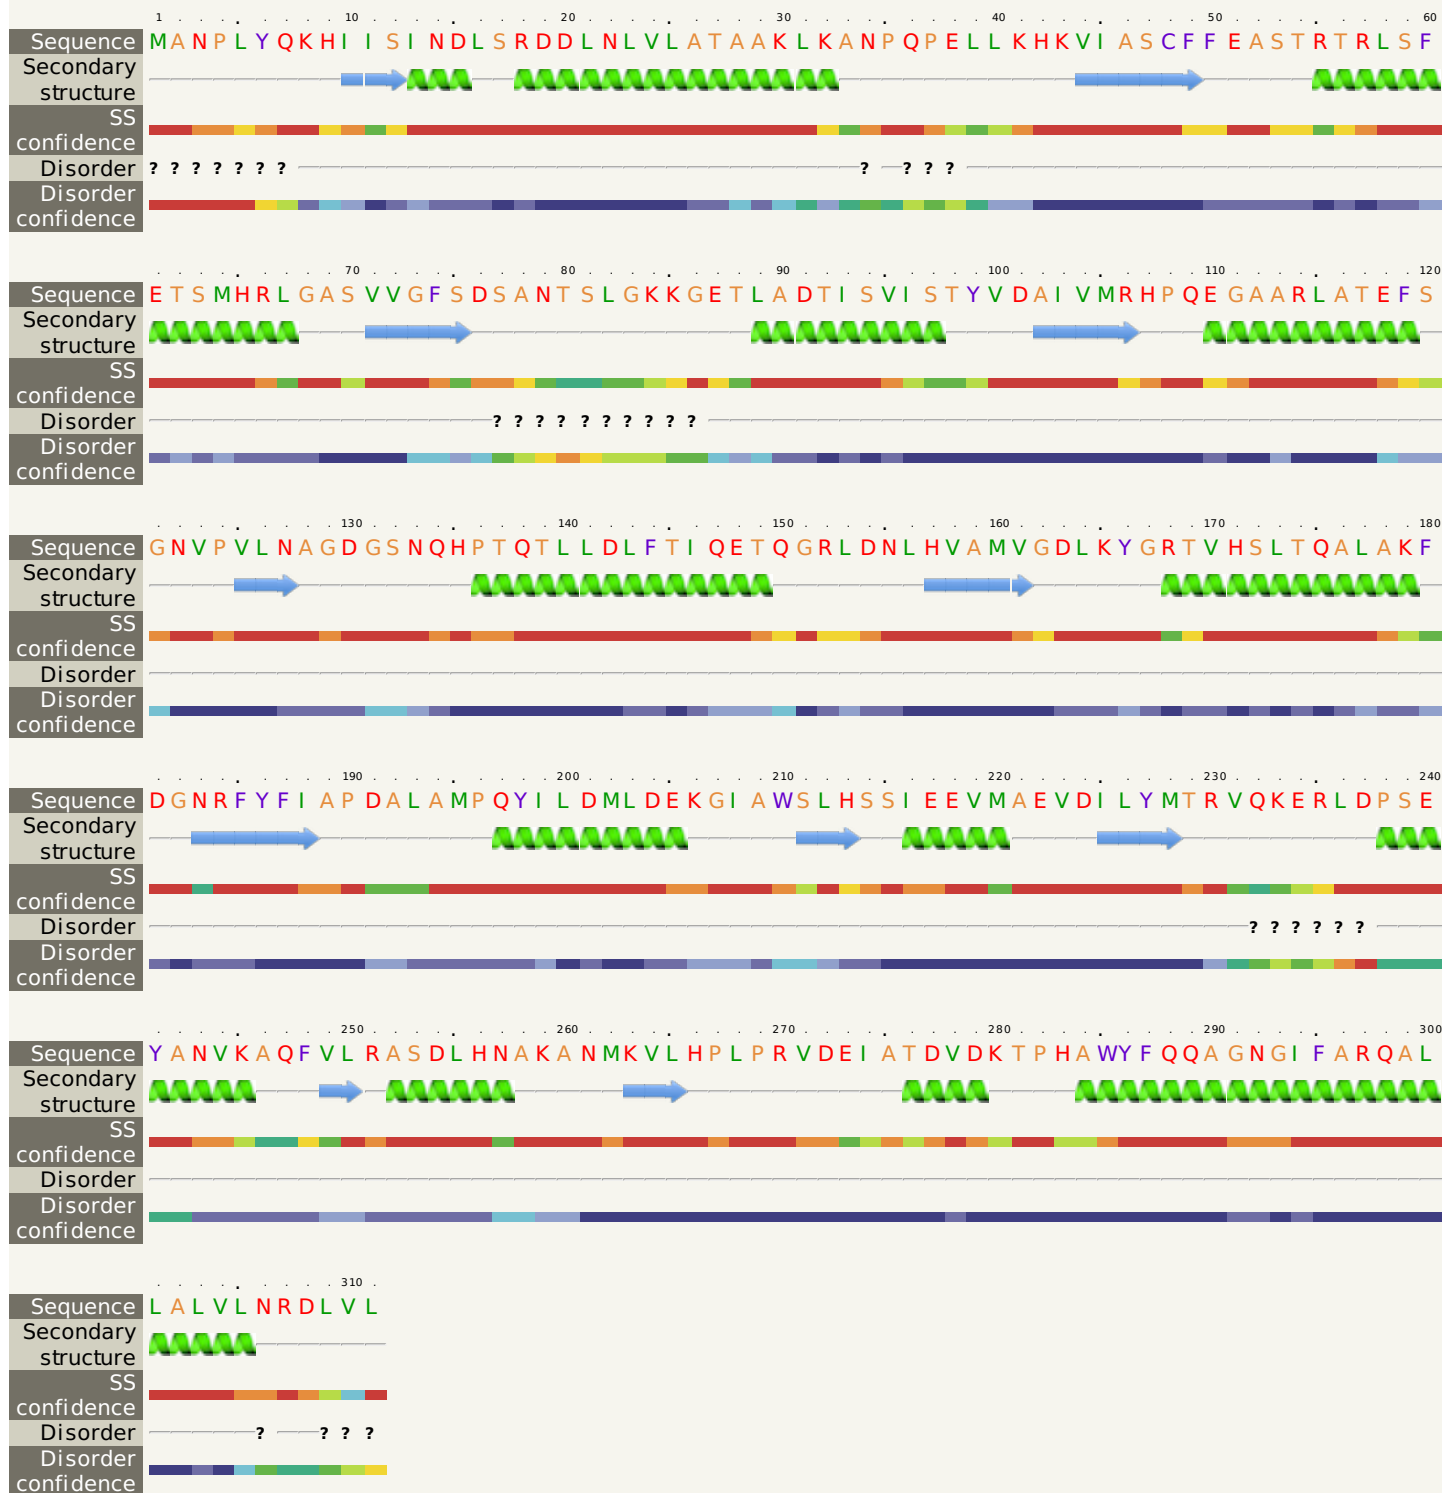 1 10 20 30 40 50 60
Sequence M A N P L Y Q K H I I S I N D L S R D D L N L V L A T A A K L K A N P Q P E L L K H K V I A S C F F E A S T R T R L S F
Secondary
structure
SS
confidence
Disorder ? ? ? ? ? ? ? ? ? ? ?
Disorder
confidence
70 80 90 100 110 120
Sequence E T S M H R L G A S V V G F S D S A N T S L G K K G E T L A D T I S V I S T Y V D A I V M R H P Q E G A A R L A T E F S
Secondary
structure
SS
confidence
Disorder ? ? ? ? ? ? ? ? ? ?
Disorder
confidence
130 140 150 160 170 180
Sequence G N V P V L N A G D G S N Q H P T Q T L L D L F T I Q E T Q G R L D N L H V A M V G D L K Y G R T V H S L T Q A L A K F
Secondary
structure
SS
confidence
Disorder
Disorder
confidence
190 200 210 220 230 240
Sequence D G N R F Y F I A P D A L A M P Q Y I L D M L D E K G I A W S L H S S I E E V M A E V D I L Y M T R V Q K E R L D P S E
Secondary
structure
SS
confidence
Disorder ? ? ? ? ? ?
Disorder
confidence
250 260 270 280 290 300
Sequence Y A N V K A Q F V L R A S D L H N A K A N M K V L H P L P R V D E I A T D V D K T P H A W Y F Q Q A G N G I F A R Q A L
Secondary
structure
SS
confidence
Disorder
Disorder
confidence
310
Sequence L A L V L N R D L V L
Secondary
structure
SS
confidence
Disorder ? ? ? ?
Disorder
confidence